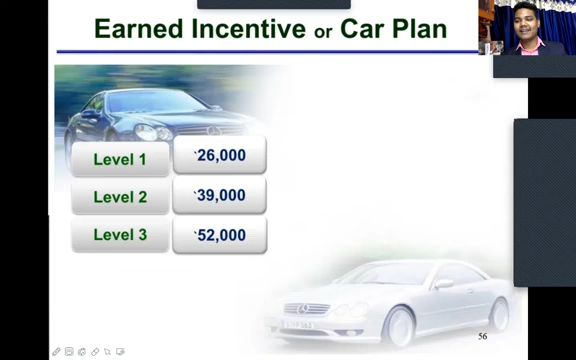 Earned Incentive or Car Plan
Level 1 `26,000
Level 2 `39,000
Level 3 `52,000
56